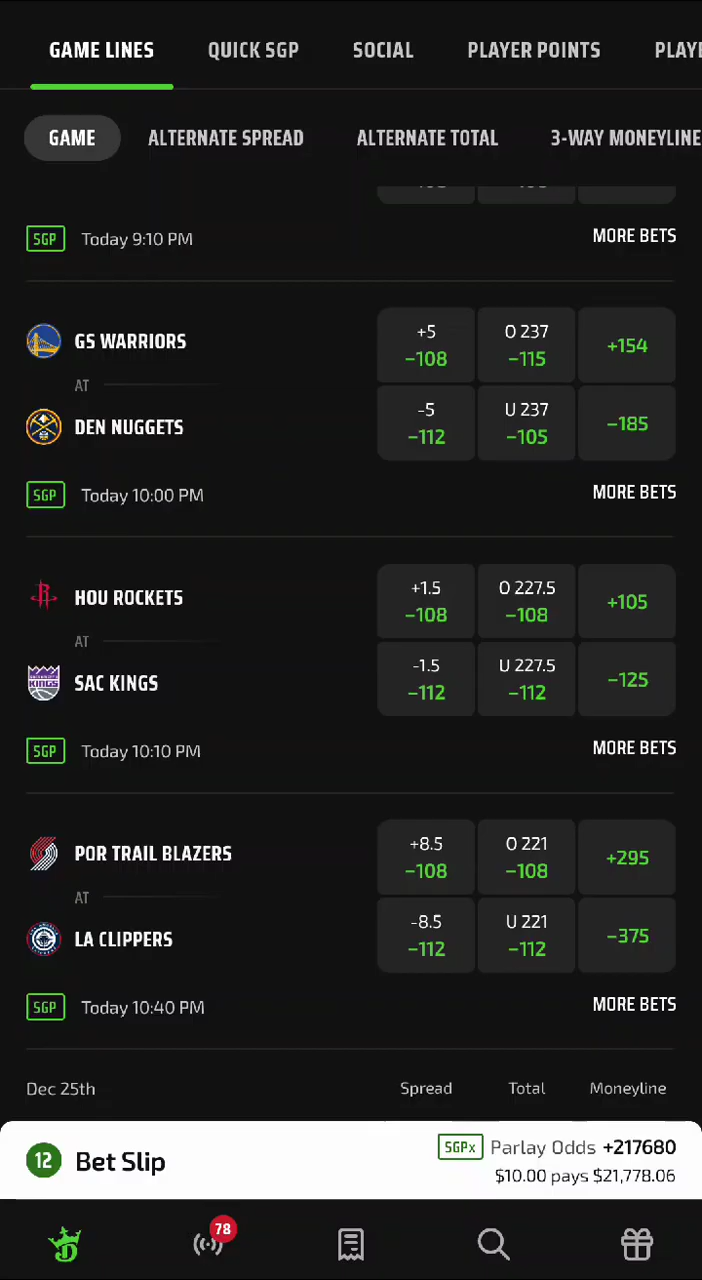 GAME LINES QUICK SGP SOCIAL PLAYER POINTS PLAYE
GAME ALTERNATE SPREAD ALTERNATE TOTAL 3-WAY MONEYLINE
SGP Today 9:10 PM MORE BETS
GS WARRIORS +5 −108 O 237 −115 +154
AT
DEN NUGGETS -5 −112 U 237 −105 −185
SGP Today 10:00 PM MORE BETS
HOU ROCKETS +1.5 −108 O 227.5 −108 +105
AT
SAC KINGS -1.5 −112 U 227.5 −112 −125
SGP Today 10:10 PM MORE BETS
POR TRAIL BLAZERS +8.5 −108 O 221 −108 +295
AT
LA CLIPPERS -8.5 −112 U 221 −112 −375
SGP Today 10:40 PM MORE BETS
Dec 25th Spread Total Moneyline
12 Bet Slip SGPx Parlay Odds +217680
$10.00 pays $21,778.06
78